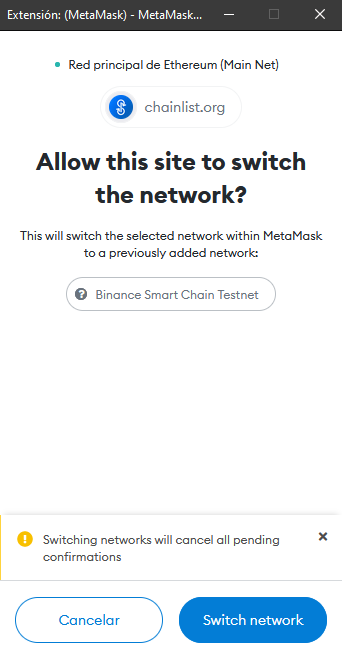 Extensión: (MetaMask) - MetaMask...
Red principal de Ethereum (Main Net)
chainlist.org
Allow this site to switch
the network?
This will switch the selected network within MetaMask
to a previously added network:
? Binance Smart Chain Testnet
! Switching networks will cancel all pending
confirmations
Cancelar
Switch network